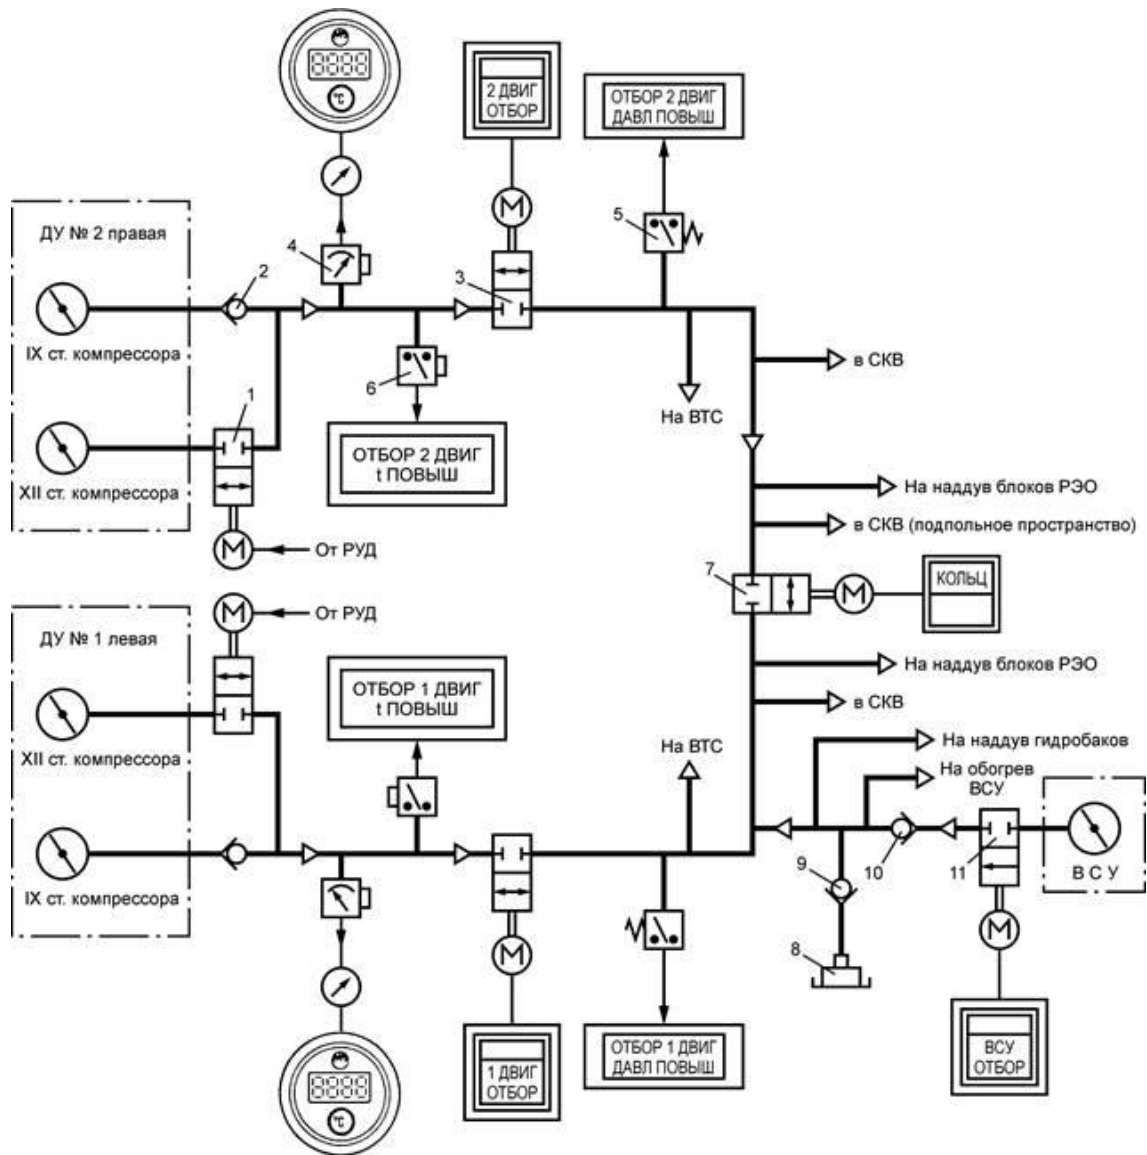 8888
°C
2 ДВИГ
ОТБОР
ОТБОР 2 ДВИГ
ДАВЛ ПОВЫШ
ДУ № 2 правая
4
5
2
3
IX ст. компрессора
6
в СКВ
На ВТС
1
ОТБОР 2 ДВИГ
t ПОВЫШ
XII ст. компрессора
На наддув блоков РЭО
в СКВ (подпольное пространство)
М
М
От РУД
7
М
КОЛЬЦ
М
От РУД
ДУ № 1 левая
ОТБОР 1 ДВИГ
t ПОВЫШ
На наддув блоков РЭО
в СКВ
XII ст. компрессора
На ВТС
На наддув гидробаков
На обогрев
ВСУ
IX ст. компрессора
9
10
11
В С У
М
8
М
ОТБОР 1 ДВИГ
ДАВЛ ПОВЫШ
1 ДВИГ
ОТБОР
ВСУ
ОТБОР
8888
°C